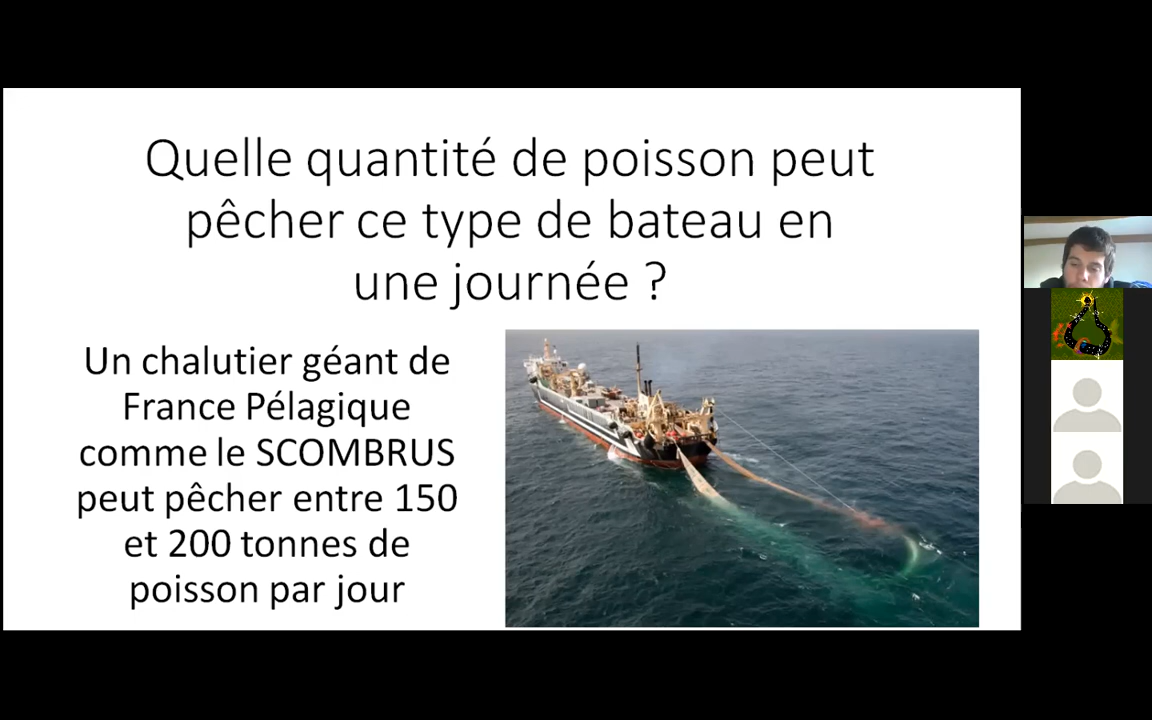 Quelle quantité de poisson peut
pêcher ce type de bateau en
une journée ?
Un chalutier géant de
France Pélagique
comme le SCOMBRUS
peut pêcher entre 150
et 200 tonnes de
poisson par jour